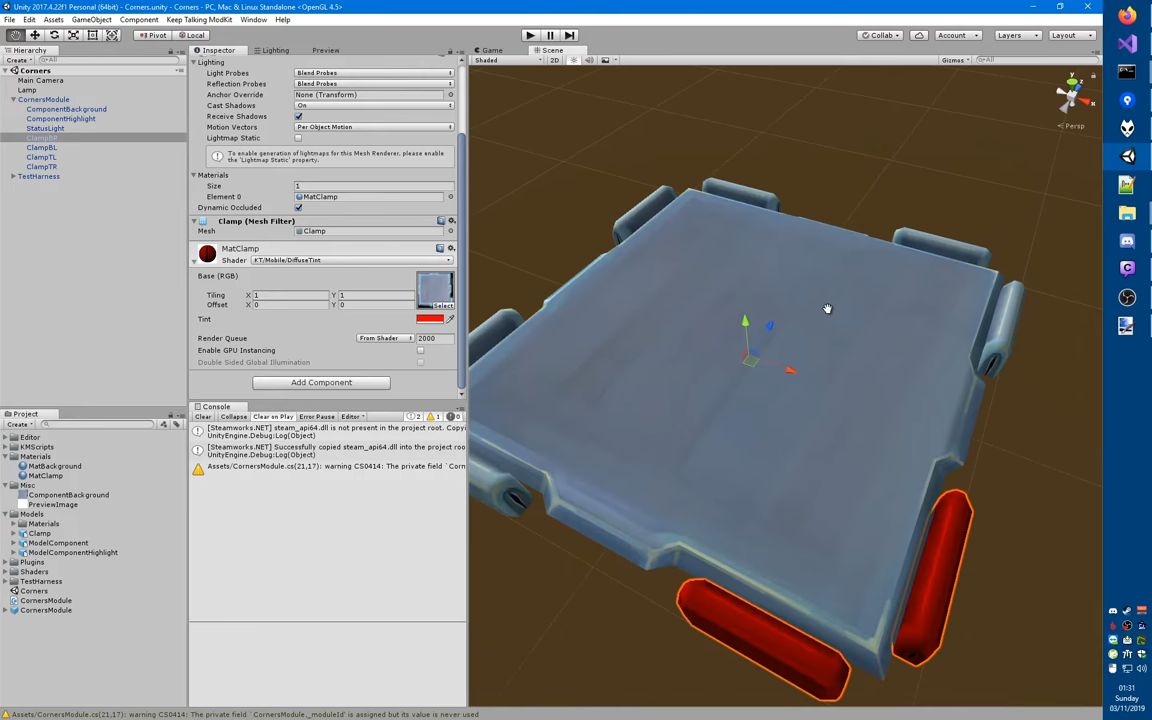 Unity 2017.4.22f1 Personal (64bit) - Corners.unity - Corners - PC, Mac & Linux Standalone <OpenGL 4.5>
File Edit Assets GameObject Component Keep Talking ModKit Window Help
Pivot Local Collab Account Layers Layout
Hierarchy
Create All
Corners
Main Camera
Lamp
CornersModule
ComponentBackground
ComponentHighlight
StatusLight
ClampBR
ClampBL
ClampTL
ClampTR
TestHarness
Inspector Lighting Preview
Lighting
Light Probes Blend Probes
Reflection Probes Blend Probes
Anchor Override None (Transform)
Cast Shadows On
Receive Shadows
Motion Vectors Per Object Motion
Lightmap Static
To enable generation of lightmaps for this Mesh Renderer, please enable
the 'Lightmap Static' property.
Materials
Size 1
Element 0 MatClamp
Dynamic Occluded
Clamp (Mesh Filter)
Mesh Clamp
MatClamp
Shader KT/Mobile/DiffuseTint
Base (RGB)
Tiling X 1 Y 1
Offset X 0 Y 0
Select
Tint
Render Queue From Shader 2000
Enable GPU Instancing
Double Sided Global Illumination
Add Component
Game Scene
Shaded 2D Gizmos All
y
x
Persp
Project
Create
Editor
KMScripts
Materials
MatBackground
MatClamp
Misc
ComponentBackground
PreviewImage
Models
Materials
Clamp
ModelComponent
ModelComponentHighlight
Plugins
Shaders
TestHarness
Corners
CornersModule
CornersModule
Console
Clear Collapse Clear on Play Error Pause Editor 2 1 0
[Steamworks.NET] steam_api64.dll is not present in the project root. Copyi
UnityEngine.Debug:Log(Object)
[Steamworks.NET] Successfully copied steam_api64.dll into the project roo
UnityEngine.Debug:Log(Object)
Assets/CornersModule.cs(21,17): warning CS0414: The private field `Corn
Assets/CornersModule.cs(21,17): warning CS0414: The private field `CornersModule._moduleId' is assigned but its value is never used
01:31
Sunday
03/11/2019